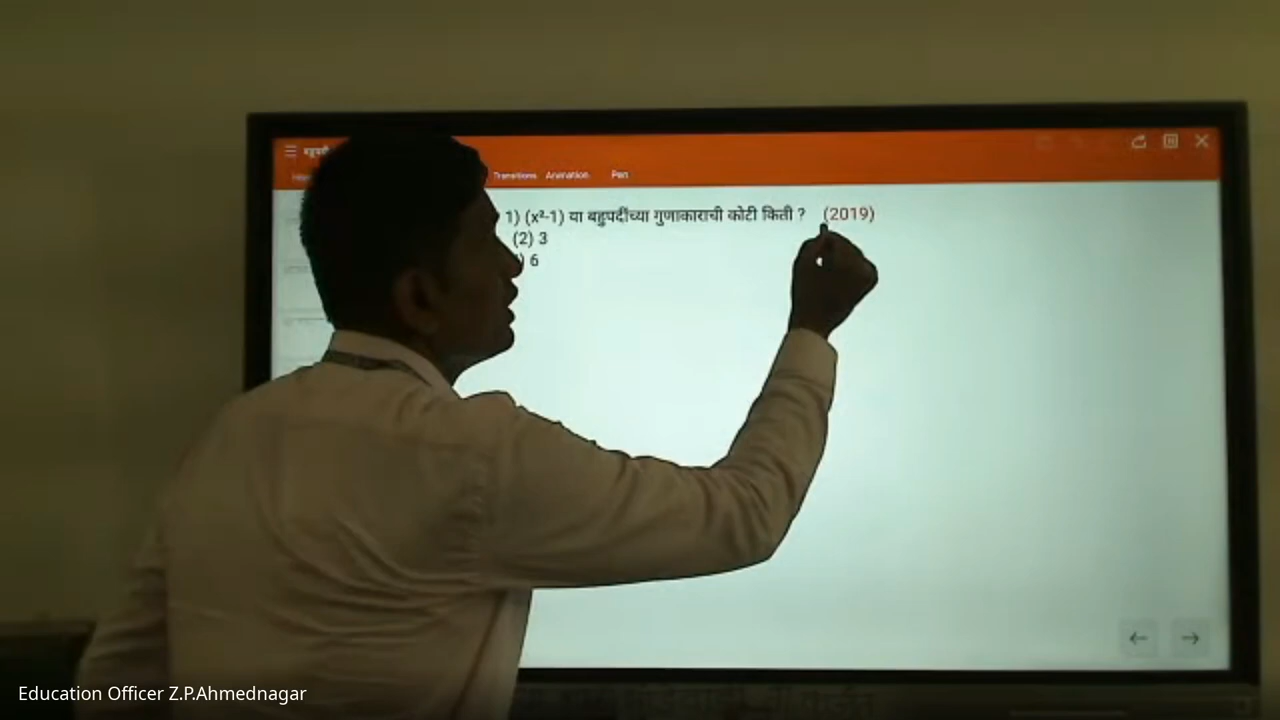 Transitions Animation Pen
1) (x²-1) या बहुपदींच्या गुणाकाराची कोटी किती ? (2019)
(2) 3
) 6
Education Officer Z.P.Ahmednagar